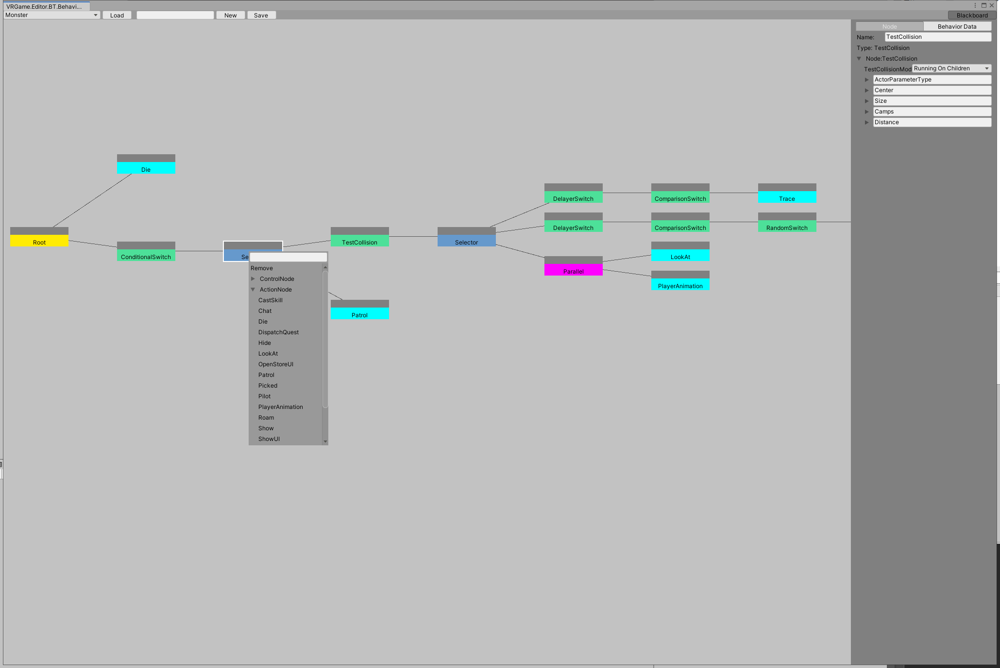 VRGame.Editor.BT.Behavi...
Monster
Load
New
Save
Blackboard
Node
Behavior Data
Name:
TestCollision
Type: TestCollision
Node:TestCollision
TestCollisionMod
Running On Children
ActorParameterType
Center
Size
Camps
Distance
Die
DelayerSwitch
ComparisonSwitch
Trace
DelayerSwitch
ComparisonSwitch
RandomSwitch
Root
TestCollision
Selector
ConditionalSwitch
Se
LookAt
Parallel
PlayerAnimation
Patrol
Remove
ControlNode
ActionNode
CastSkill
Chat
Die
DispatchQuest
Hide
LookAt
OpenStoreUI
Patrol
Picked
Pilot
PlayerAnimation
Roam
Show
ShowUI